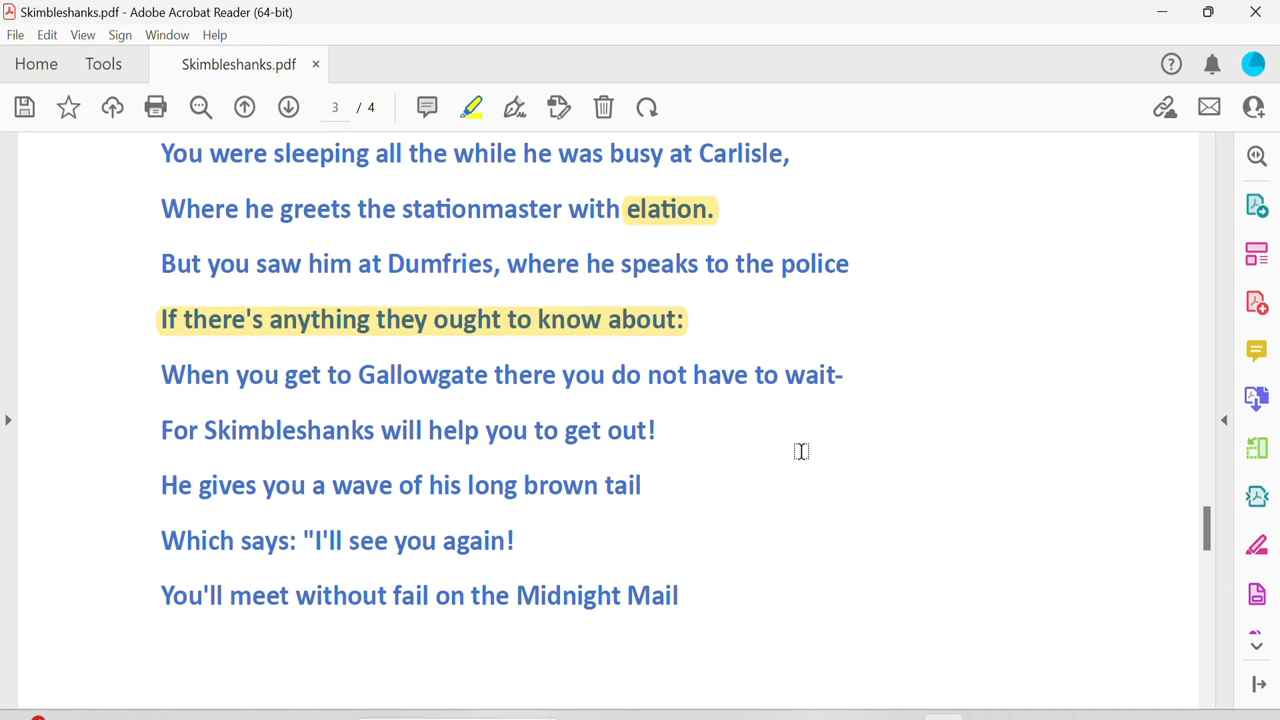 Skimbleshanks.pdf - Adobe Acrobat Reader (64-bit)
File Edit View Sign Window Help
Home Tools Skimbleshanks.pdf ×
3 / 4
You were sleeping all the while he was busy at Carlisle,
Where he greets the stationmaster with elation.
But you saw him at Dumfries, where he speaks to the police
If there's anything they ought to know about:
When you get to Gallowgate there you do not have to wait-
For Skimbleshanks will help you to get out!
He gives you a wave of his long brown tail
Which says: "I'll see you again!
You'll meet without fail on the Midnight Mail